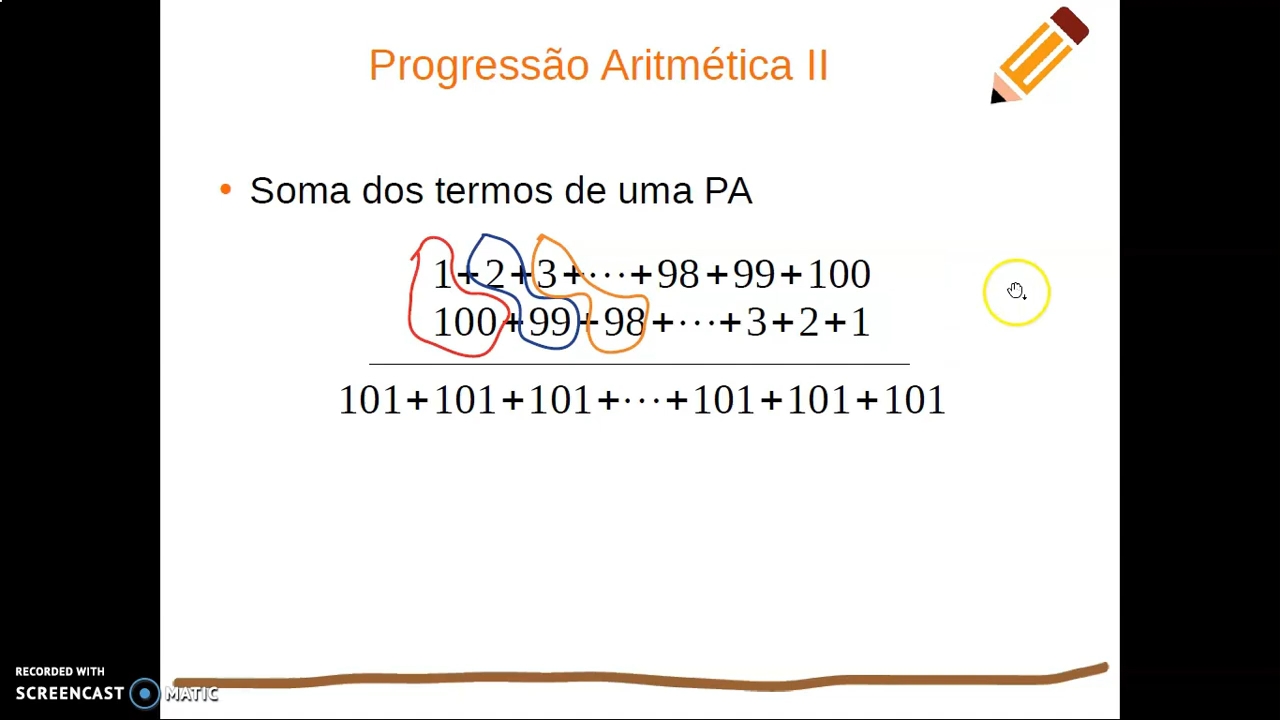 Progressão Aritmética II
• Soma dos termos de uma PA
1+2+3+⋯+98+99+100
100+99+98+⋯+3+2+1
101+101+101+⋯+101+101+101
RECORDED WITH
SCREENCAST MATIC